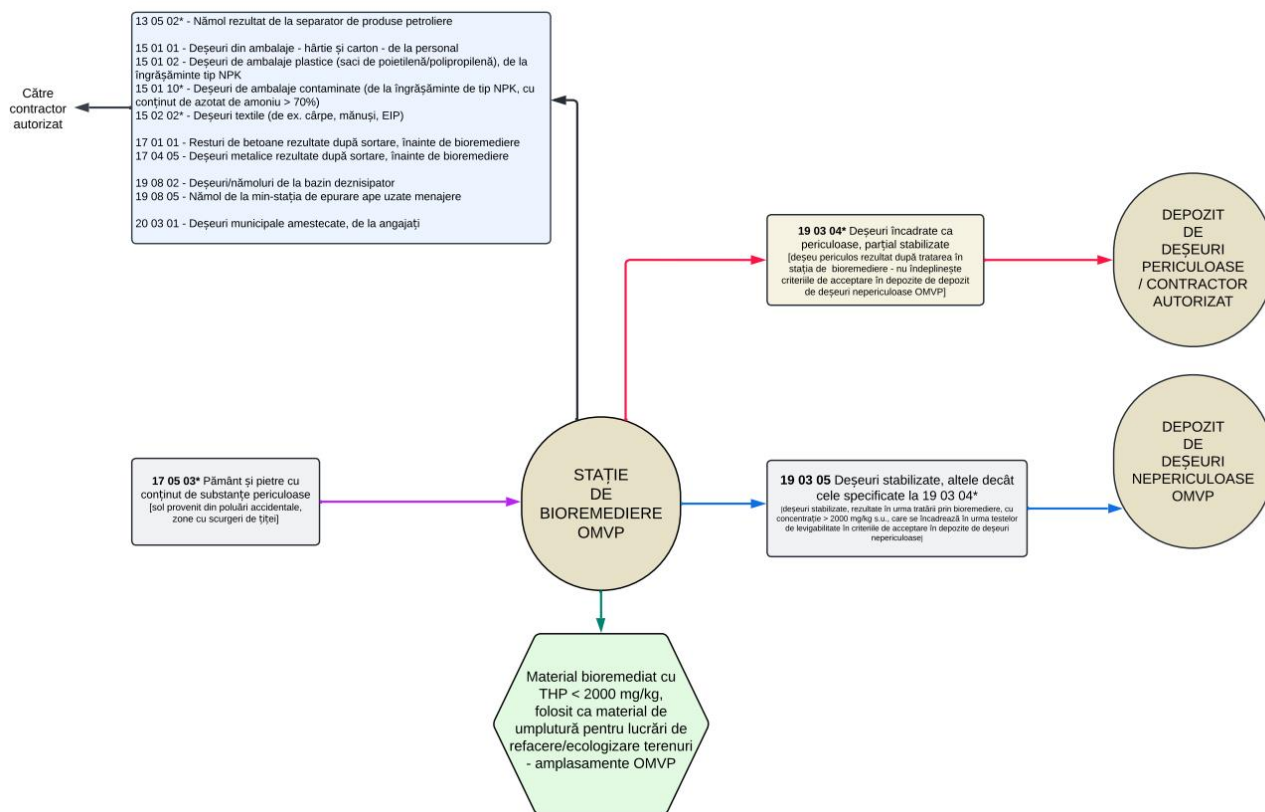 13 05 02* - Nămol rezultat de la separator de produse petroliere
15 01 01 - Deșeuri din ambalaje - hârtie și carton - de la personal
15 01 02 - Deșeuri de ambalaje plastice (saci de poietilenă/polipropilenă), de la
îngrășăminte tip NPK
15 01 10* - Deșeuri de ambalaje contaminate (de la îngrășăminte de tip NPK, cu
conținut de azotat de amoniu > 70%)
15 02 02* - Deșeuri textile (de ex. cârpe, mănuși, EIP)
17 01 01 - Resturi de betoane rezultate după sortare, înainte de bioremediere
17 04 05 - Deșeuri metalice rezultate după sortare, înainte de bioremediere
19 08 02 - Deșeuri/nămoluri de la bazin deznisipator
19 08 05 - Nămol de la min-stația de epurare ape uzate menajere
20 03 01 - Deșeuri municipale amestecate, de la angajați
Către
contractor
autorizat
19 03 04* Deșeuri încadrate ca
periculoase, parțial stabilizate
[deșeu periculos rezultat după tratarea în
stația de bioremediere - nu îndeplinește
criteriile de acceptare în depozite de depozit
de deșeuri nepericuloase OMVP]
DEPOZIT
DE
DEȘEURI
PERICULOASE
/ CONTRACTOR
AUTORIZAT
17 05 03* Pământ și pietre cu
conținut de substanțe periculoase
[sol provenit din poluări accidentale,
zone cu scurgeri de țiței]
STAȚIE
DE
BIOREMEDIERE
OMVP
19 03 05 Deșeuri stabilizate, altele decât
cele specificate la 19 03 04*
[deșeuri stabilizate, rezultate în urma tratării prin bioremediere, cu
concentrație > 2000 mg/kg s.u., care se încadrează în urma testelor
de levigabilitate în criteriile de acceptare în depozite de deșeuri
nepericuloase]
DEPOZIT
DE
DEȘEURI
NEPERICULOASE
OMVP
Material bioremediat cu
THP < 2000 mg/kg,
folosit ca material de
umplutură pentru lucrări de
refacere/ecologizare terenuri
- amplasamente OMVP